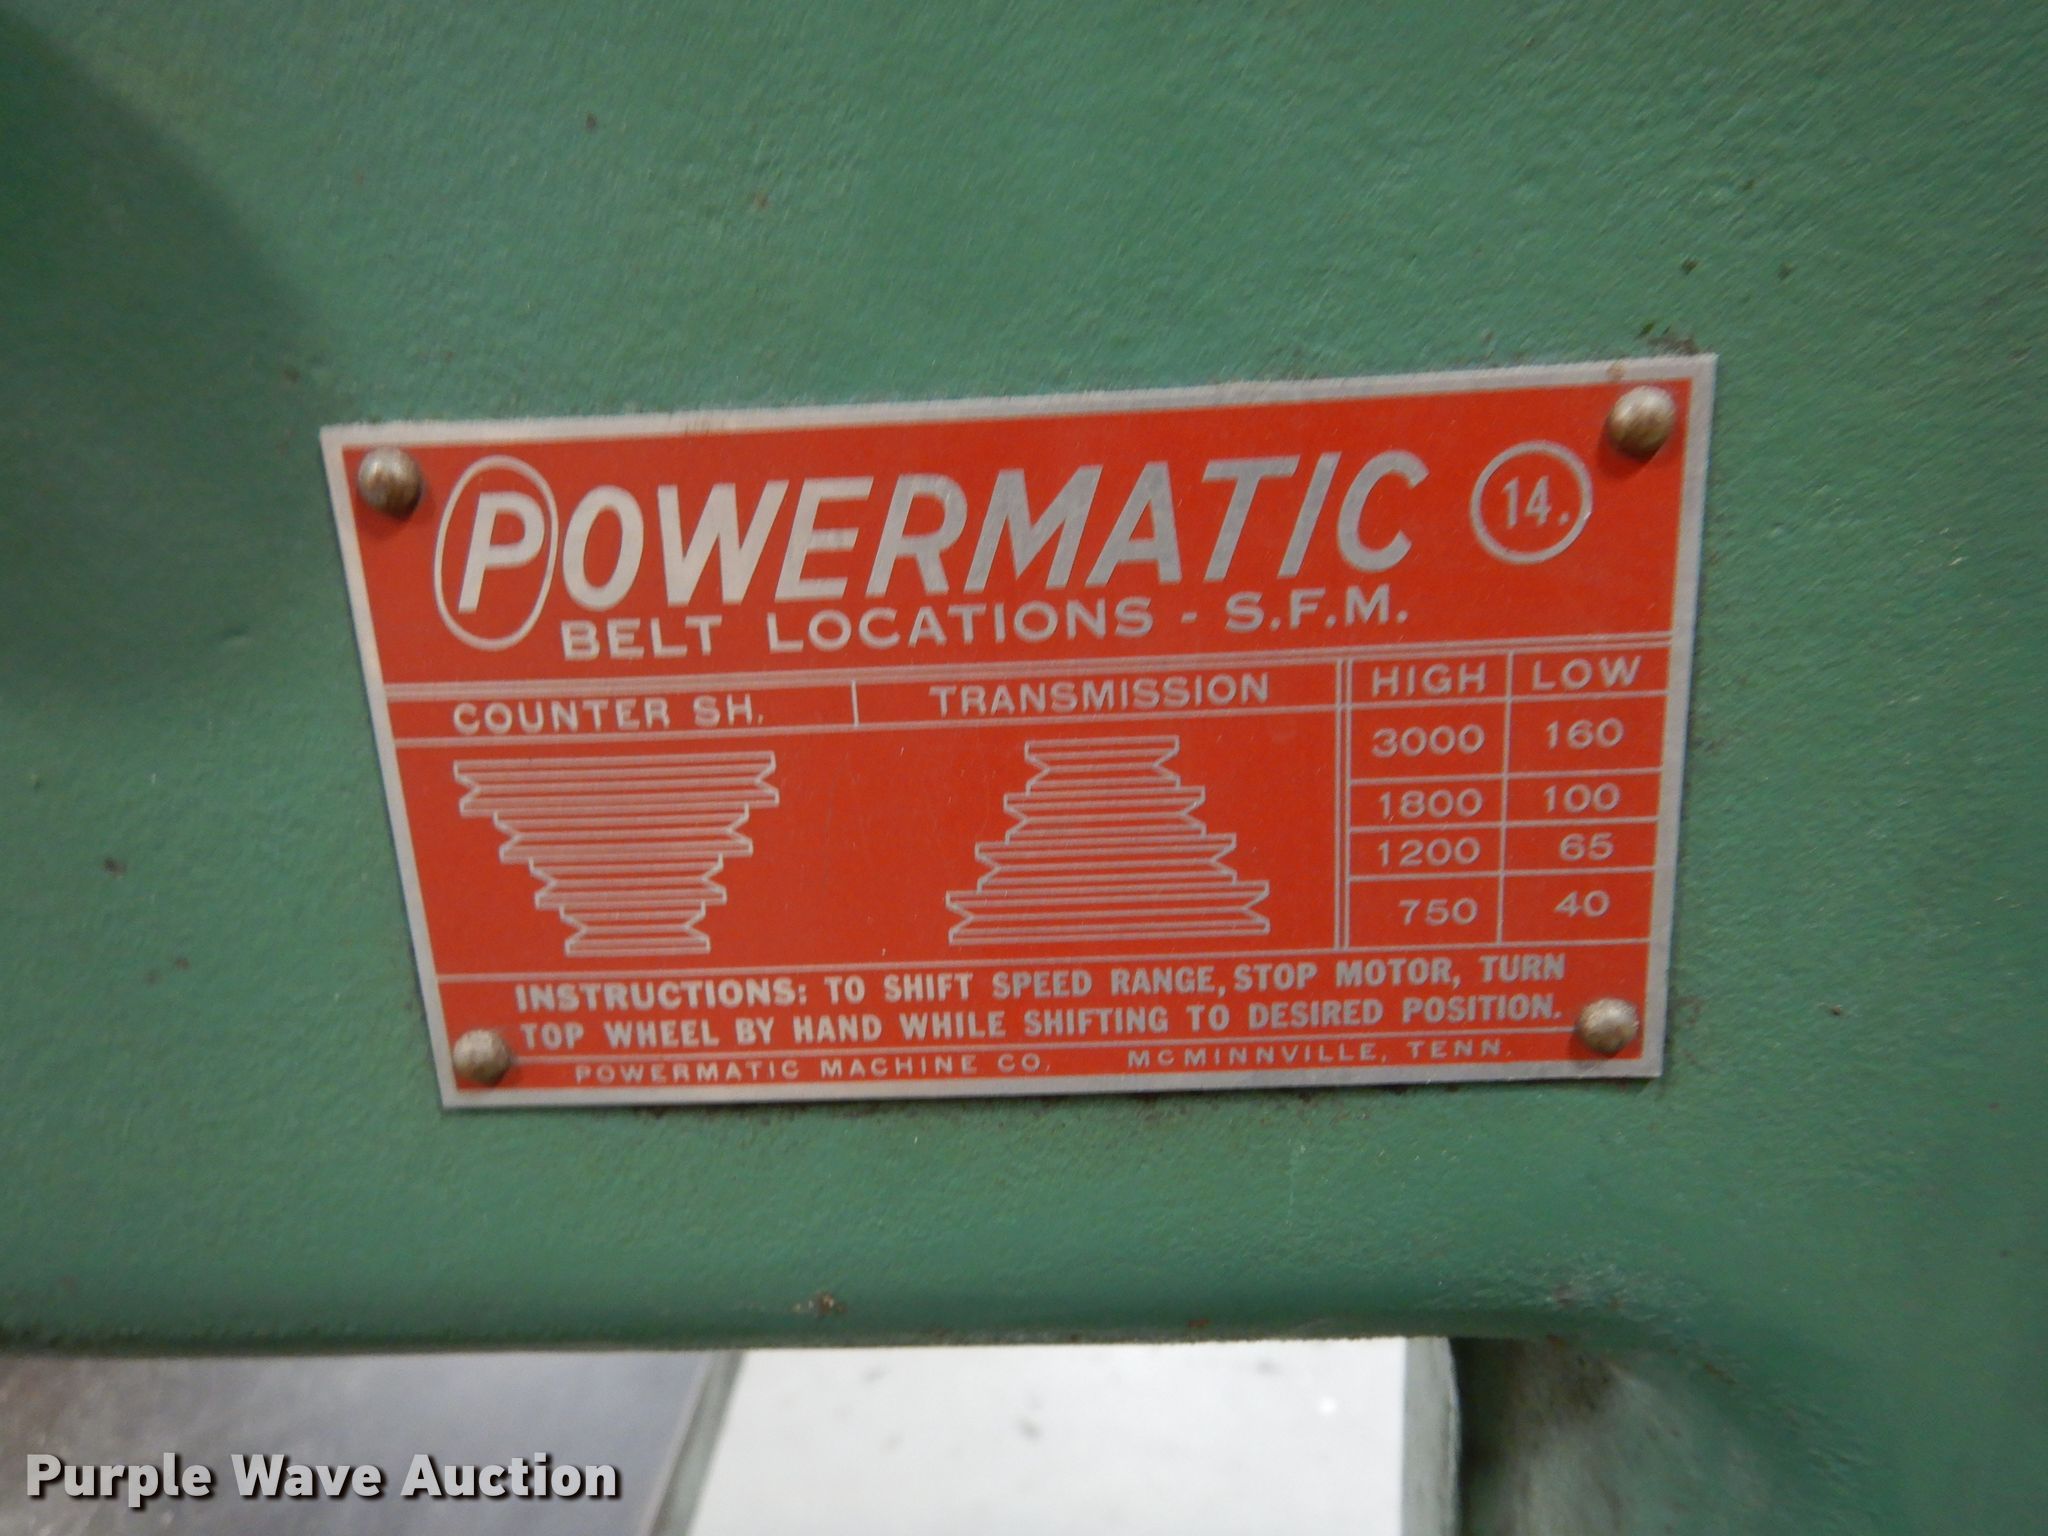 POWERMATIC 14.
BELT LOCATIONS - S.F.M.
COUNTER SH. TRANSMISSION HIGH LOW
3000 160
1800 100
1200 65
750 40
INSTRUCTIONS: TO SHIFT SPEED RANGE, STOP MOTOR, TURN
TOP WHEEL BY HAND WHILE SHIFTING TO DESIRED POSITION.
POWERMATIC MACHINE CO. MCMINNVILLE, TENN.
Purple Wave Auction